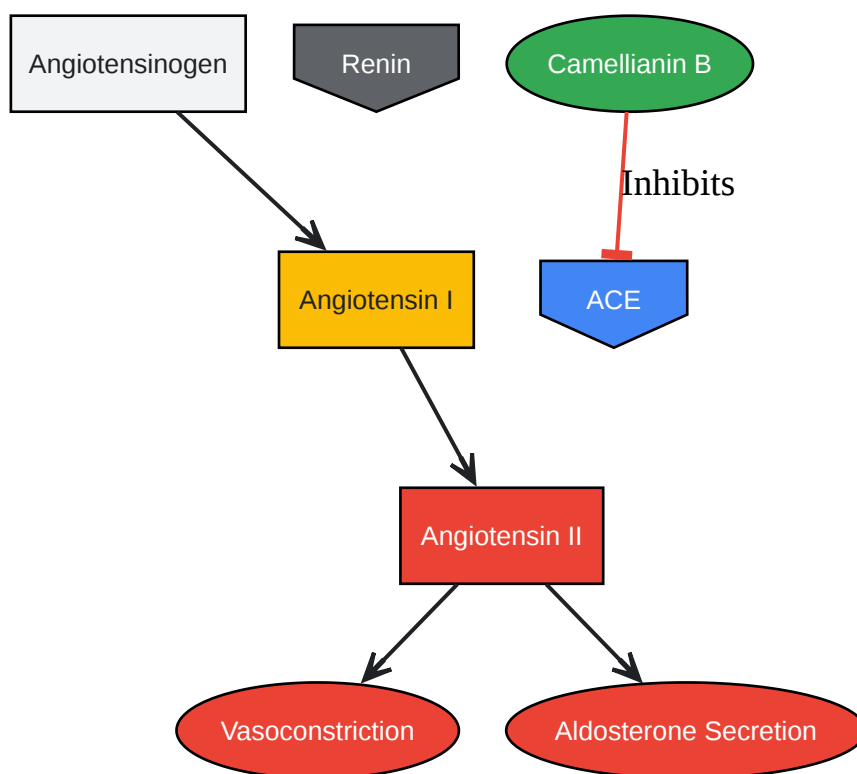 Angiotensinogen
Renin
Camellianin B
Inhibits
Angiotensin I
ACE
Angiotensin II
Vasoconstriction
Aldosterone Secretion